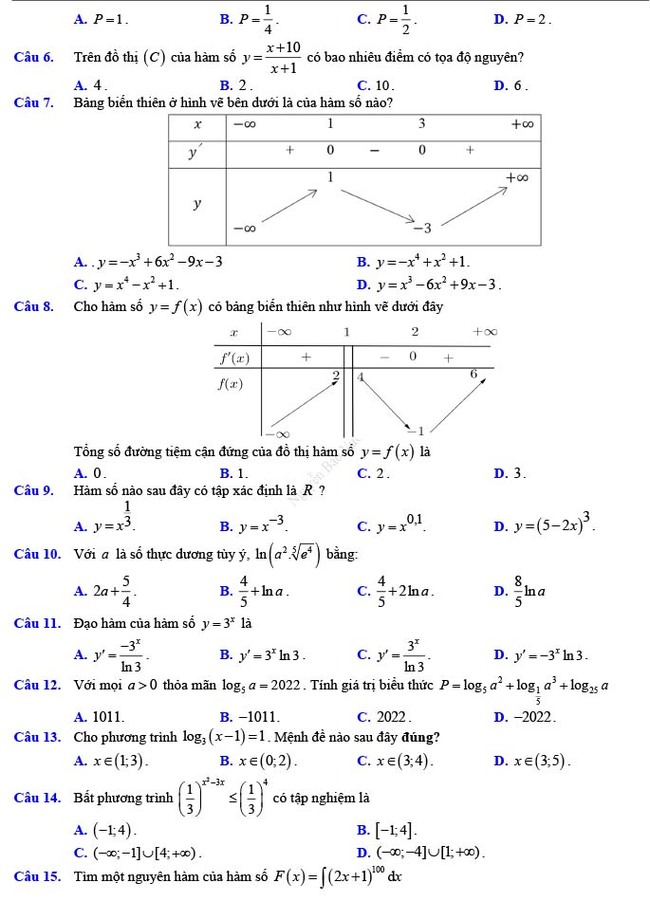 A. P=1. B. P=1/4. C. P=1/2. D. P=2.
Câu 6. Trên đồ thị (C) của hàm số y=(x+10)/(x+1) có bao nhiêu điểm có tọa độ nguyên?
A. 4. B. 2. C. 10. D. 6.
Câu 7. Bảng biến thiên ở hình vẽ bên dưới là của hàm số nào?
x −∞ 1 3 +∞
y′ + 0 − 0 +
1 +∞
y
−∞ −3
A. . y=−x³+6x²−9x−3 B. y=−x⁴+x²+1.
C. y=x⁴−x²+1. D. y=x³−6x²+9x−3.
Câu 8. Cho hàm số y=f(x) có bảng biến thiên như hình vẽ dưới đây
x −∞ 1 2 +∞
f′(x) + − 0 +
f(x) 2 4 6
−∞ −1
Tổng số đường tiệm cận đứng của đồ thị hàm số y=f(x) là
A. 0. B. 1. C. 2. D. 3.
Câu 9. Hàm số nào sau đây có tập xác định là R ?
A. y=x^(1/3). B. y=x^(−3). C. y=x^(0,1). D. y=(5−2x)³.
Câu 10. Với a là số thực dương tùy ý, ln(a².⁵√e⁴) bằng:
A. 2a+5/4. B. 4/5+ln a. C. 4/5+2ln a. D. 8/5 ln a
Câu 11. Đạo hàm của hàm số y=3ˣ là
A. y′=−3ˣ/ln 3. B. y′=3ˣ ln 3. C. y′=3ˣ/ln 3. D. y′=−3ˣ ln 3.
Câu 12. Với mọi a>0 thỏa mãn log₅ a=2022. Tính giá trị biểu thức P=log₅ a²+log_(1/5) a³+log₂₅ a
A. 1011. B. −1011. C. 2022. D. −2022.
Câu 13. Cho phương trình log₃(x−1)=1. Mệnh đề nào sau đây đúng?
A. x∈(1;3). B. x∈(0;2). C. x∈(3;4). D. x∈(3;5).
Câu 14. Bất phương trình (1/3)^(x²−3x) ≤ (1/3)⁴ có tập nghiệm là
A. (−1;4). B. [−1;4].
C. (−∞;−1]∪[4;+∞). D. (−∞;−4]∪[1;+∞).
Câu 15. Tìm một nguyên hàm của hàm số F(x)=∫(2x+1)¹⁰⁰ dx